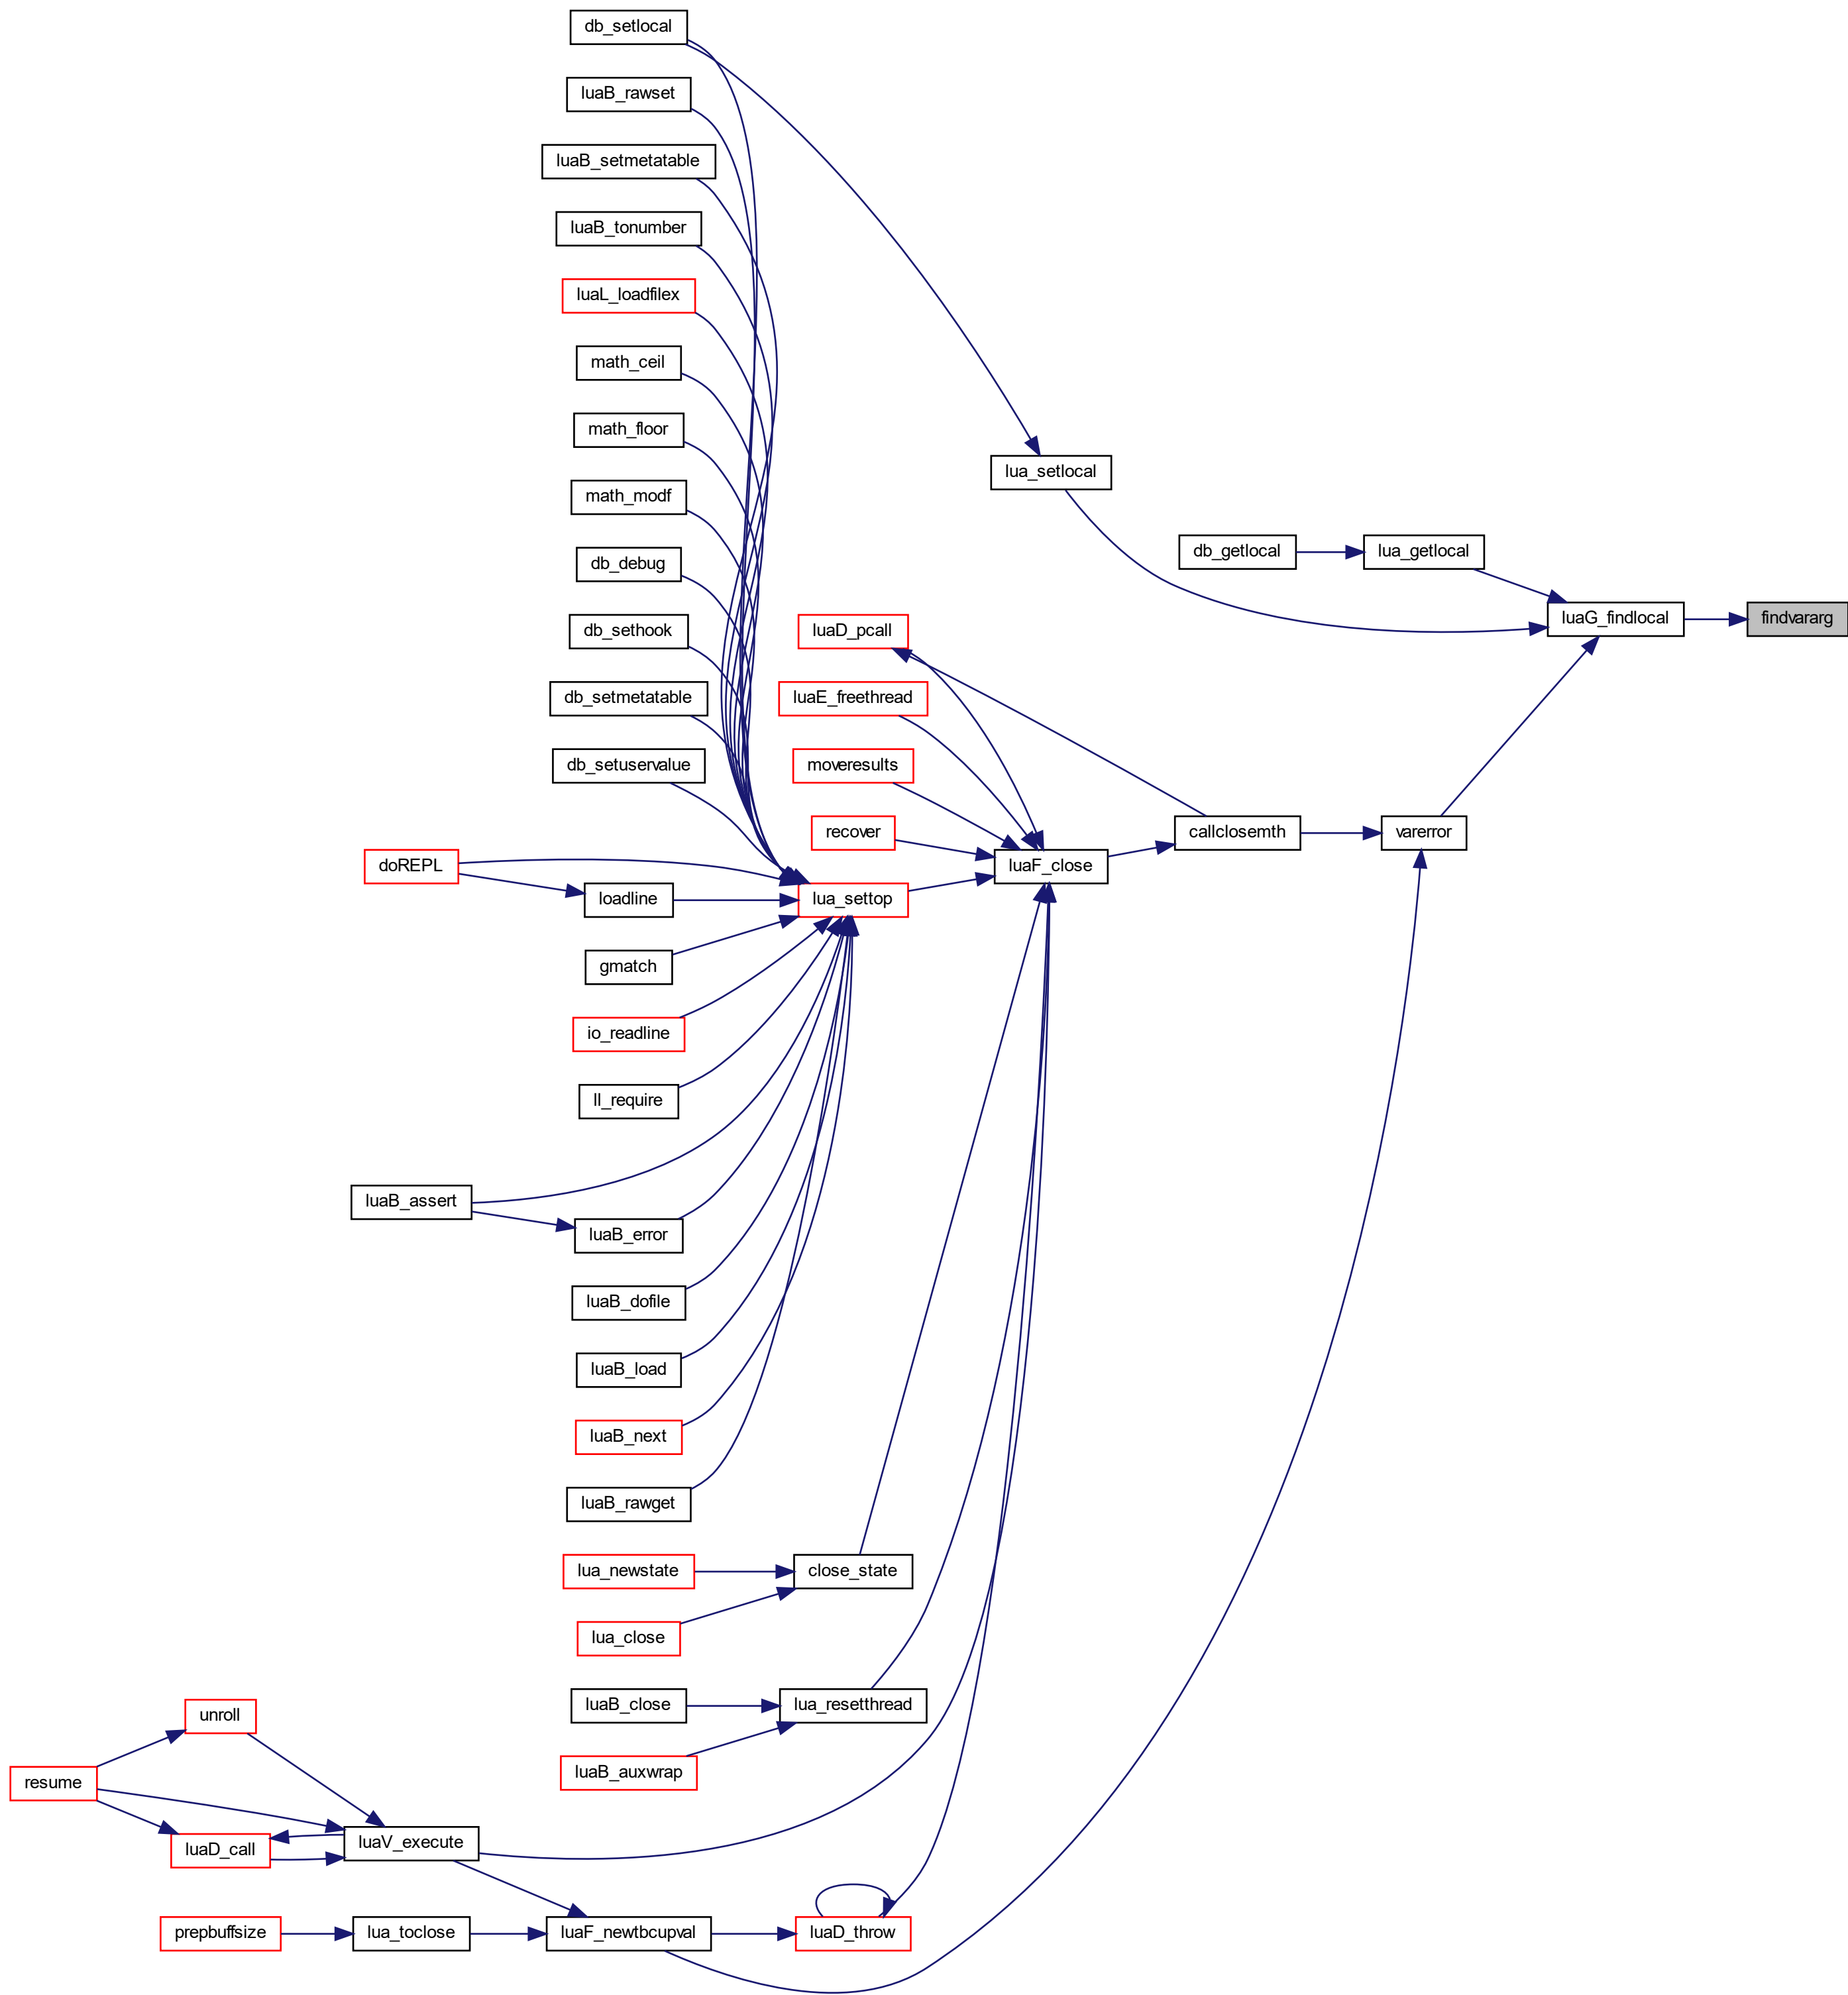 db_setlocal
luaB_rawset
luaB_setmetatable
luaB_tonumber
luaL_loadfilex
math_ceil
math_floor
lua_setlocal
math_modf
db_debug
db_getlocal
lua_getlocal
db_sethook
luaD_pcall
luaG_findlocal
findvararg
db_setmetatable
luaE_freethread
db_setuservalue
moveresults
recover
callclosemth
varerror
doREPL
luaF_close
loadline
lua_settop
gmatch
io_readline
ll_require
luaB_assert
luaB_error
luaB_dofile
luaB_load
luaB_next
luaB_rawget
lua_newstate
close_state
lua_close
luaB_close
lua_resetthread
unroll
luaB_auxwrap
resume
luaD_call
luaV_execute
prepbuffsize
lua_toclose
luaF_newtbcupval
luaD_throw